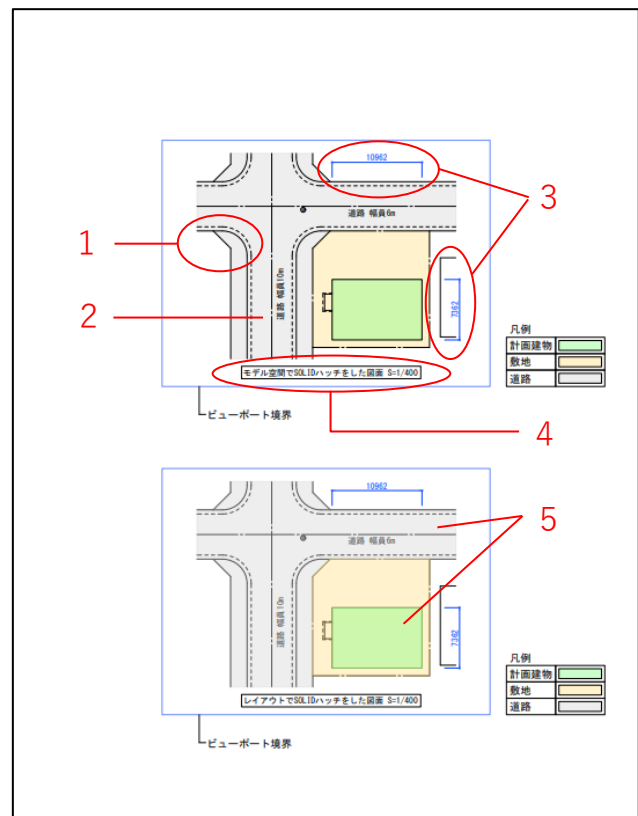 10962
3
道路 幅員6m
1
道路 幅員10m
2
7362
凡例
計画建物
敷地
道路
モデル空間でSOLIDハッチをした図面 S=1/400
ビューポート境界
4
10962
5
道路 幅員6m
道路 幅員10m
7362
凡例
計画建物
敷地
道路
レイアウトでSOLIDハッチをした図面 S=1/400
ビューポート境界